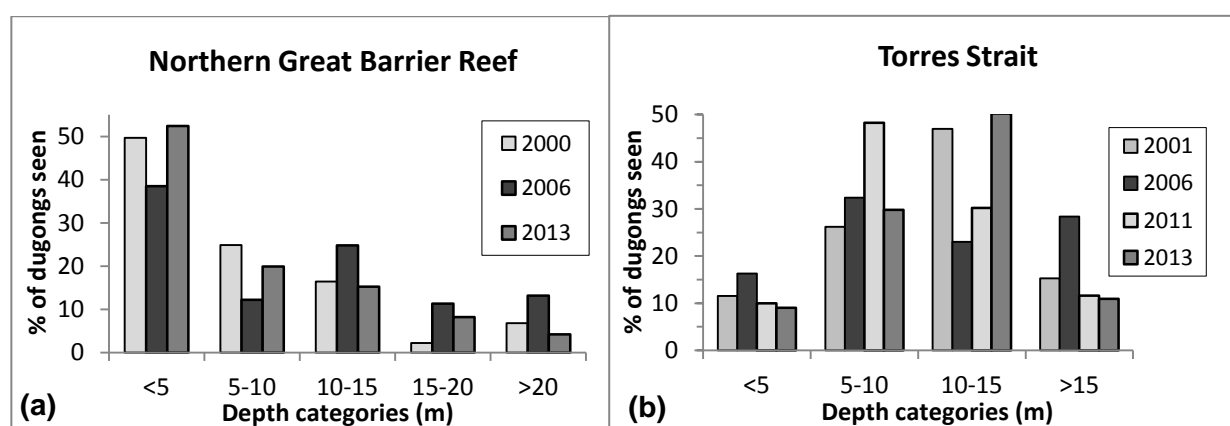 Northern Great Barrier Reef
% of dugongs seen
50
40
30
20
10
0
2000
2006
2013
<5 5-10 10-15 15-20 >20
Depth categories (m)
(a)
Torres Strait
% of dugongs seen
50
40
30
20
10
0
2001
2006
2011
2013
<5 5-10 10-15 >15
Depth categories (m)
(b)